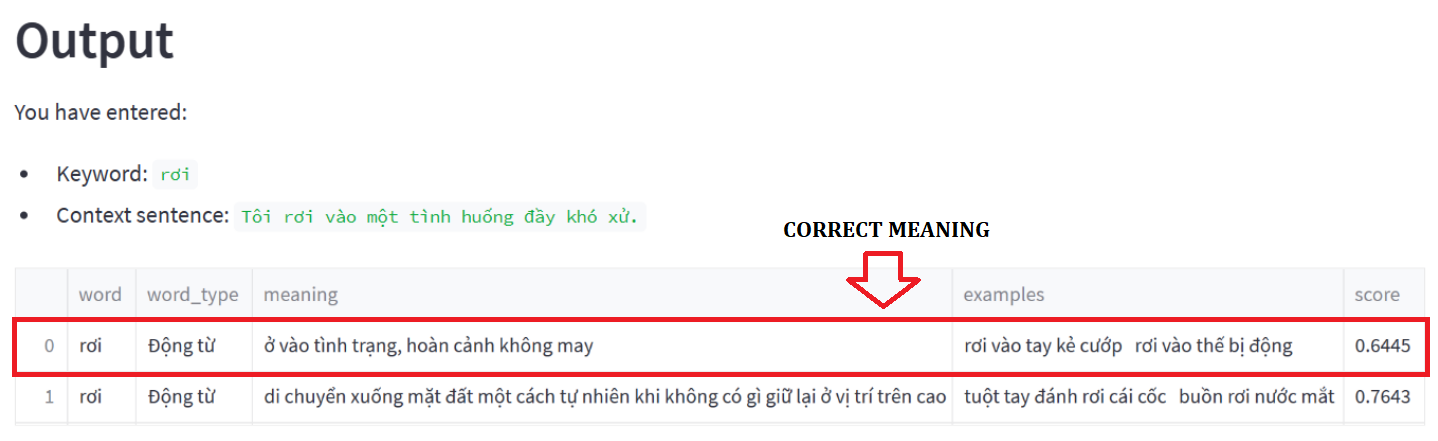 Output
You have entered:
• Keyword: rơi
• Context sentence: Tôi rơi vào một tình huống đầy khó xử.
CORRECT MEANING
word word_type meaning examples score
0 rơi Động từ ở vào tình trạng, hoàn cảnh không may rơi vào tay kẻ cướp rơi vào thế bị động 0.6445
1 rơi Động từ di chuyển xuống mặt đất một cách tự nhiên khi không có gì giữ lại ở vị trí trên cao tuột tay đánh rơi cái cốc buồn rơi nước mắt 0.7643